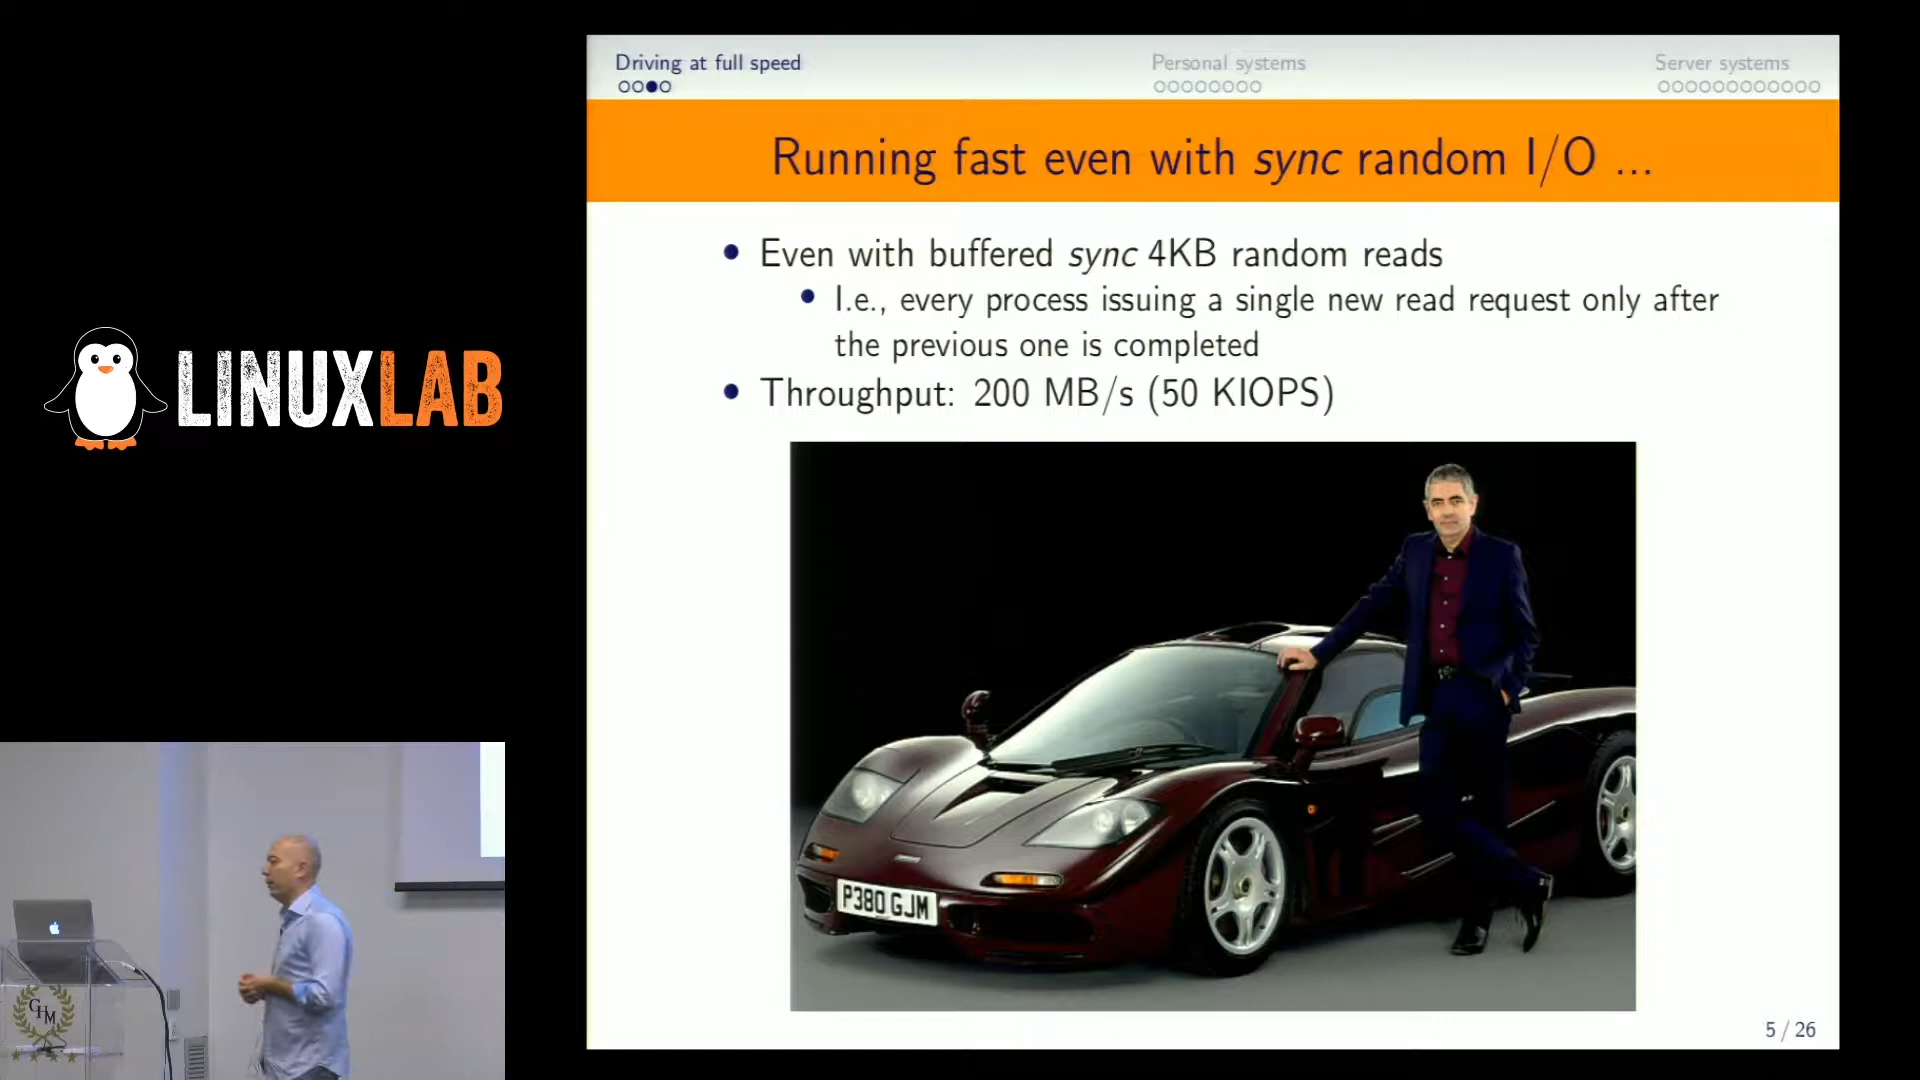 Driving at full speed
Personal systems
Server systems
Running fast even with sync random I/O ...
Even with buffered sync 4KB random reads
I.e., every process issuing a single new read request only after
the previous one is completed
Throughput: 200 MB/s (50 KIOPS)
LINUXLAB
P380 GJM
GHM
5 / 26